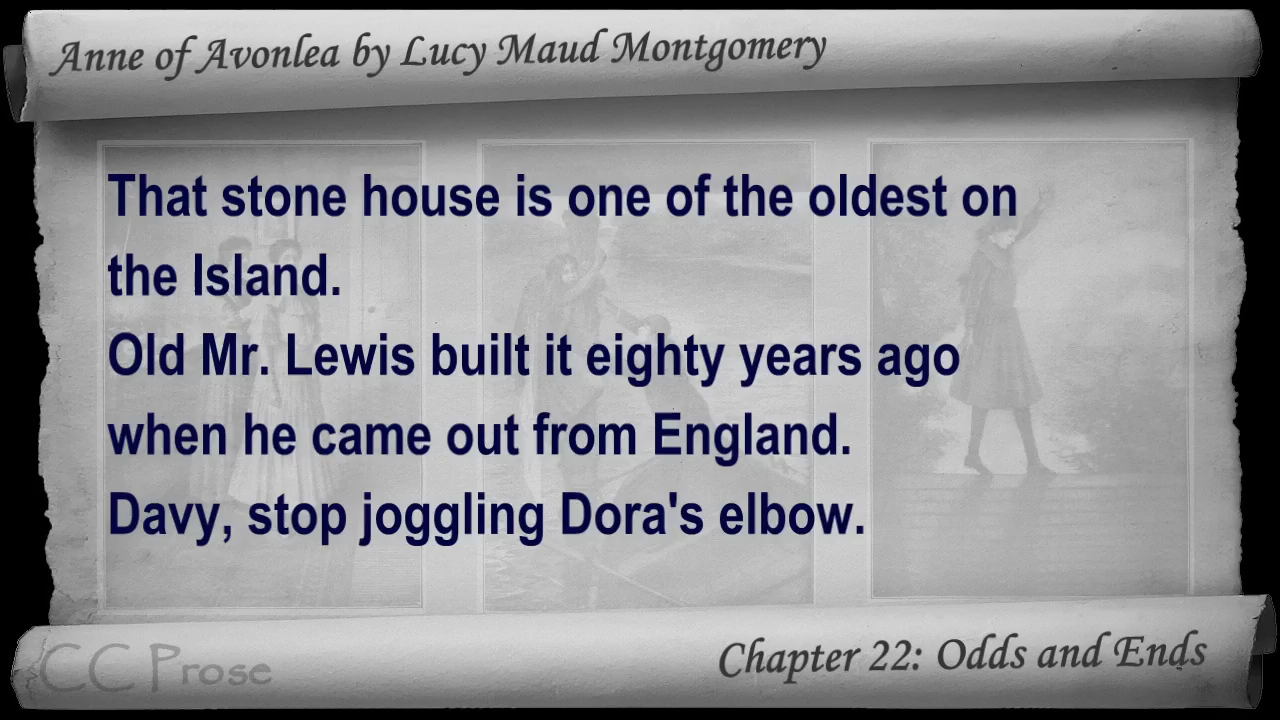 Anne of Avonlea by Lucy Maud Montgomery
That stone house is one of the oldest on
the Island.
Old Mr. Lewis built it eighty years ago
when he came out from England.
Davy, stop joggling Dora's elbow.
CC Prose
Chapter 22: Odds and Ends